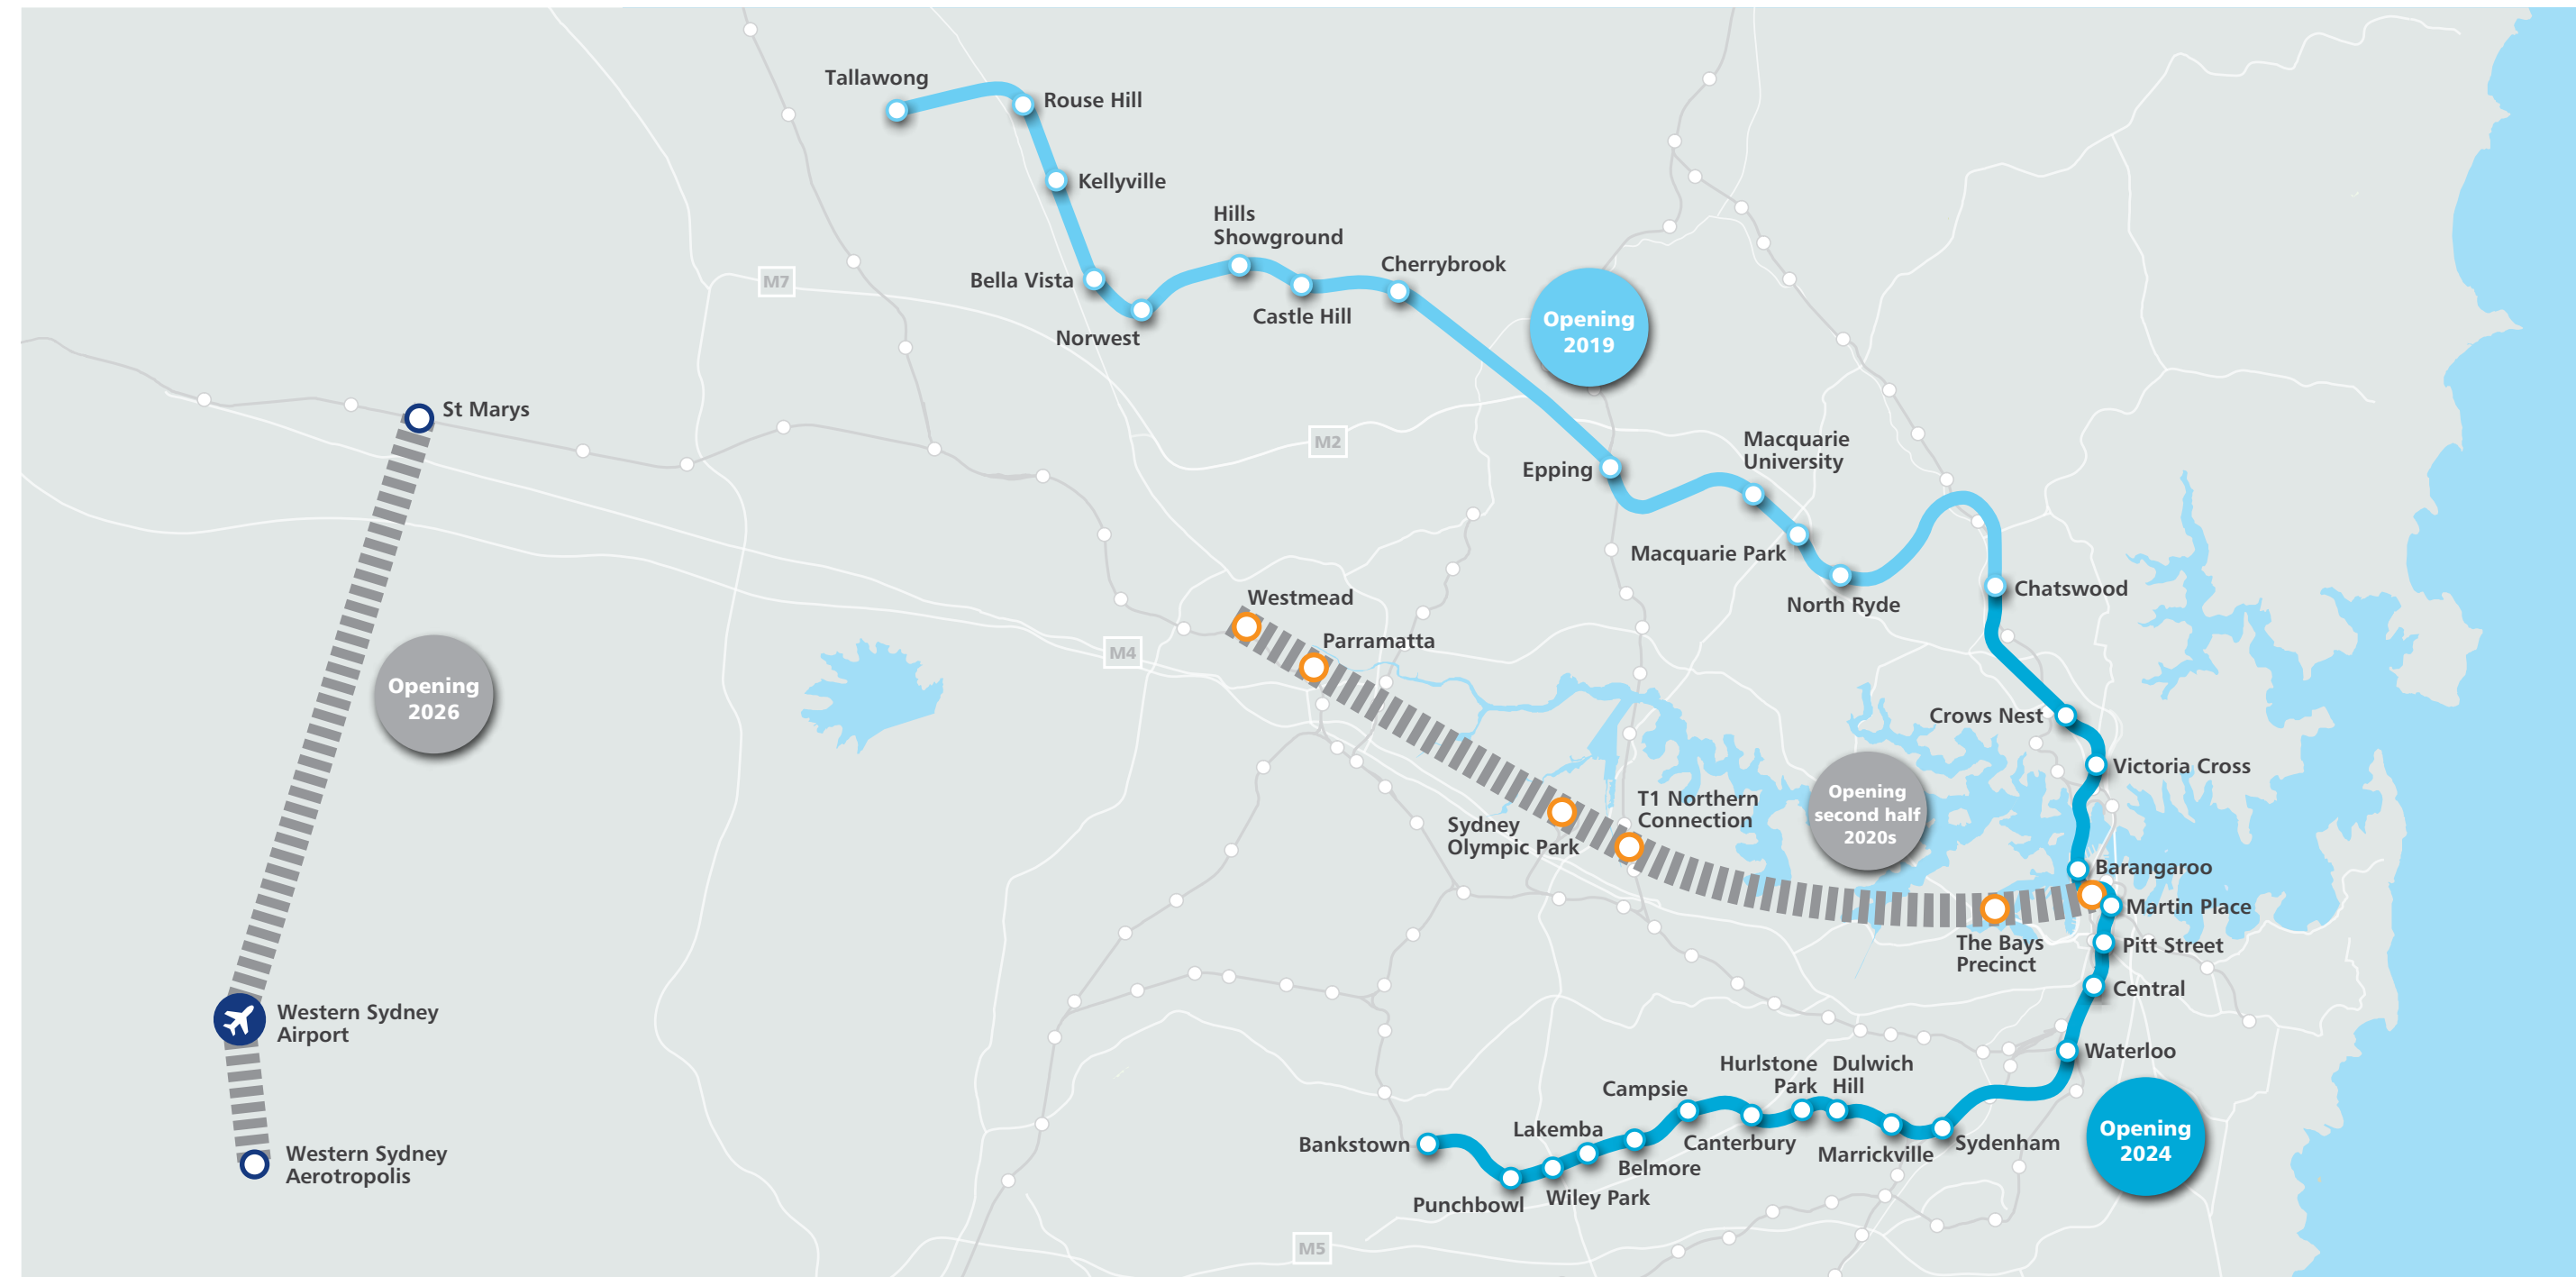 Tallawong
Rouse Hill
Kellyville
Hills
Showground
Bella Vista
Cherrybrook
M7
Castle Hill
Norwest
Opening
2019
St Marys
M2
Macquarie
University
Epping
Macquarie Park
North Ryde
Chatswood
Westmead
Parramatta
M4
Opening
2026
Crows Nest
Victoria Cross
T1 Northern
Connection
Opening
second half
2020s
Sydney
Olympic Park
Barangaroo
Martin Place
The Bays
Precinct
Pitt Street
Central
Western Sydney
Airport
Waterloo
Hurlstone
Park
Dulwich
Hill
Campsie
Lakemba
Bankstown
Canterbury
Sydenham
Marrickville
Opening
2024
Western Sydney
Aerotropolis
Belmore
Wiley Park
Punchbowl
M5